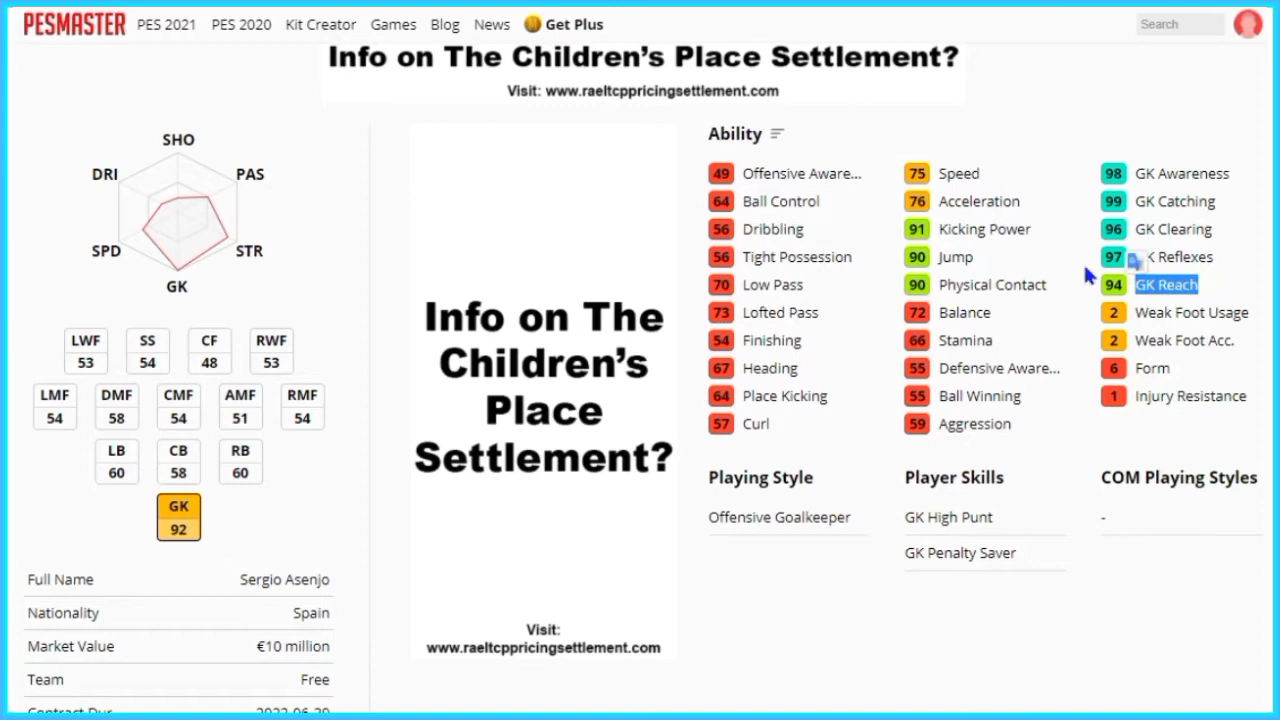 PESMASTER PES 2021 PES 2020 Kit Creator Games Blog News Get Plus Search
Info on The Children's Place Settlement?
Visit: www.raeltcppricingsettlement.com
SHO
DRI PAS
SPD STR
GK
LWF SS CF RWF
53 54 48 53
LMF DMF CMF AMF RMF
54 58 54 51 54
LB CB RB
60 58 60
GK
92
Full Name Sergio Asenjo
Nationality Spain
Market Value €10 million
Team Free
Info on The
Children's
Place
Settlement?
Visit:
www.raeltcppricingsettlement.com
Ability
49 Offensive Aware...
64 Ball Control
56 Dribbling
56 Tight Possession
70 Low Pass
73 Lofted Pass
54 Finishing
67 Heading
64 Place Kicking
57 Curl
75 Speed
76 Acceleration
91 Kicking Power
90 Jump
90 Physical Contact
72 Balance
66 Stamina
55 Defensive Aware...
55 Ball Winning
59 Aggression
98 GK Awareness
99 GK Catching
96 GK Clearing
97 K Reflexes
94 GK Reach
2 Weak Foot Usage
2 Weak Foot Acc.
6 Form
1 Injury Resistance
Playing Style
Offensive Goalkeeper
Player Skills
GK High Punt
GK Penalty Saver
COM Playing Styles
-